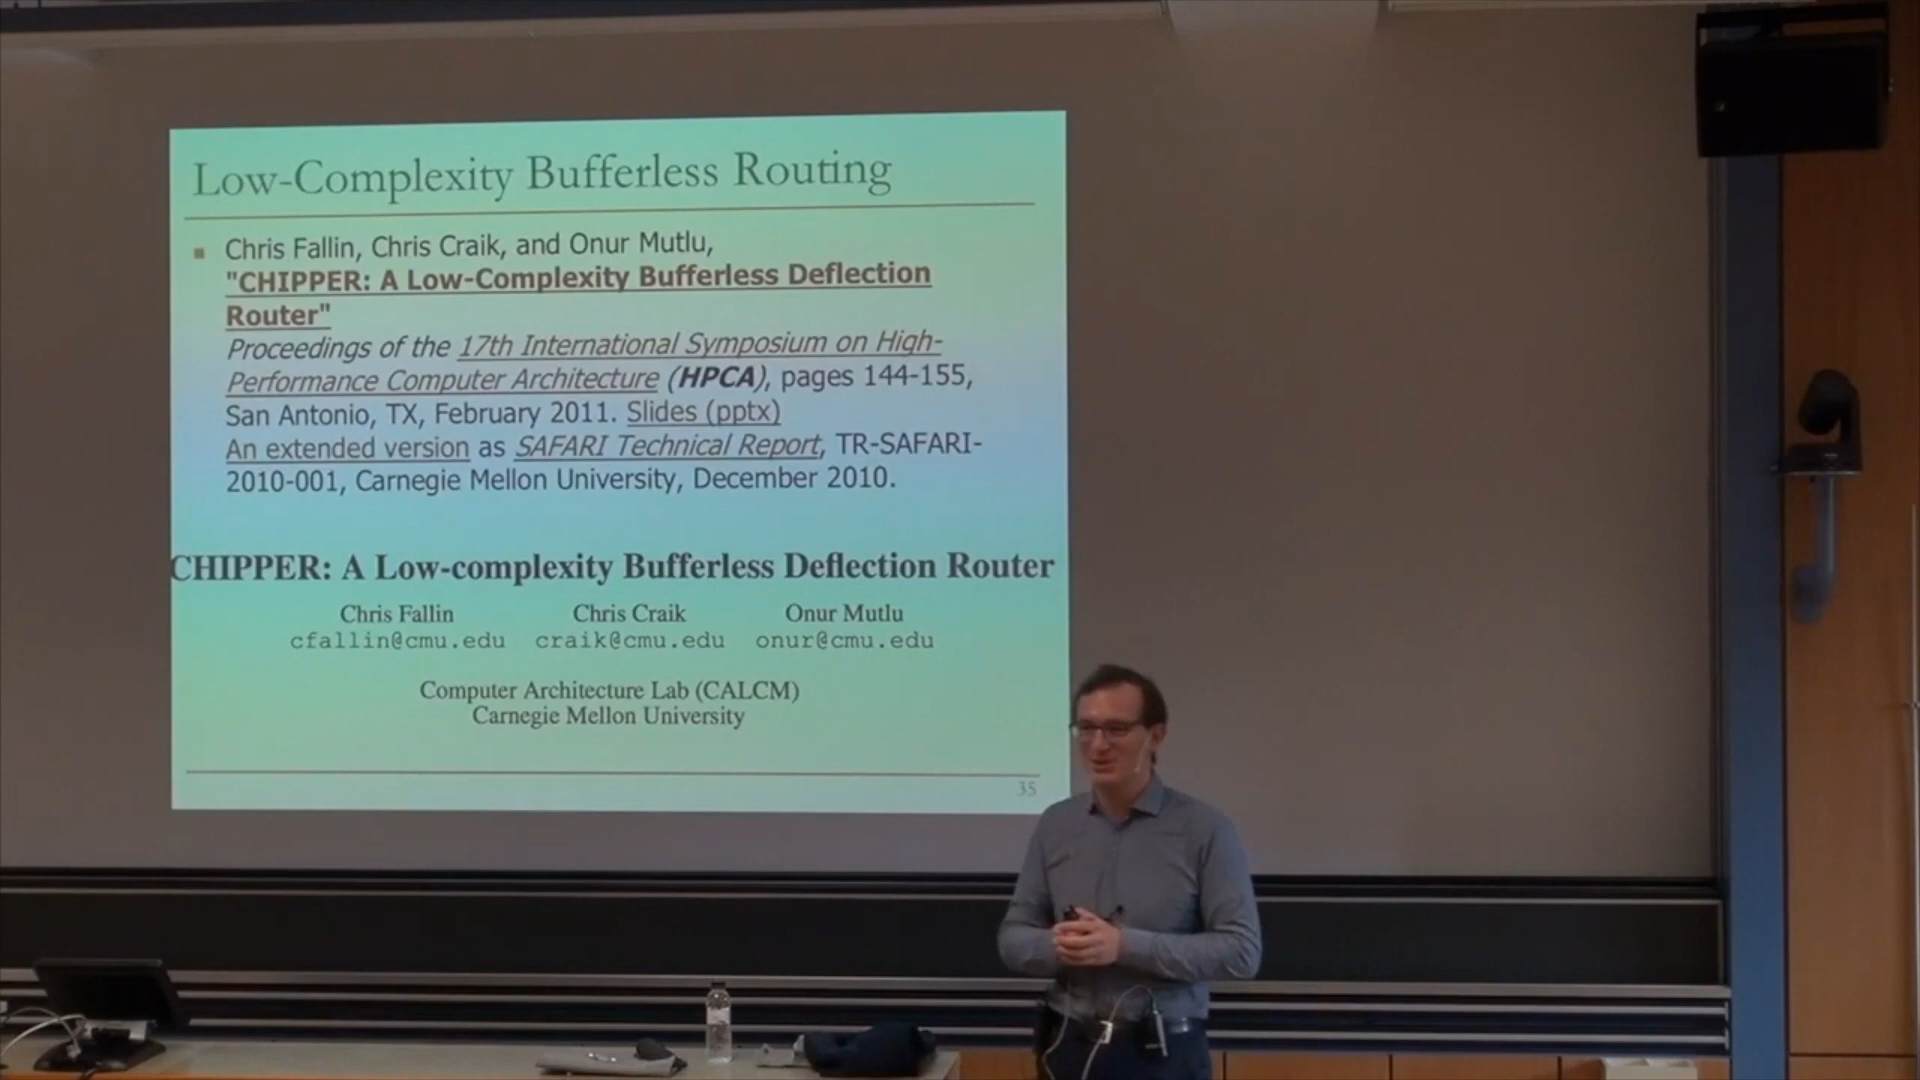 Low-Complexity Bufferless Routing
Chris Fallin, Chris Craik, and Onur Mutlu,
"CHIPPER: A Low-Complexity Bufferless Deflection
Router"
Proceedings of the 17th International Symposium on High-
Performance Computer Architecture (HPCA), pages 144-155,
San Antonio, TX, February 2011. Slides (pptx)
An extended version as SAFARI Technical Report, TR-SAFARI-
2010-001, Carnegie Mellon University, December 2010.
CHIPPER: A Low-complexity Bufferless Deflection Router
Chris Fallin Chris Craik Onur Mutlu
cfallin@cmu.edu craik@cmu.edu onur@cmu.edu
Computer Architecture Lab (CALCM)
Carnegie Mellon University
35